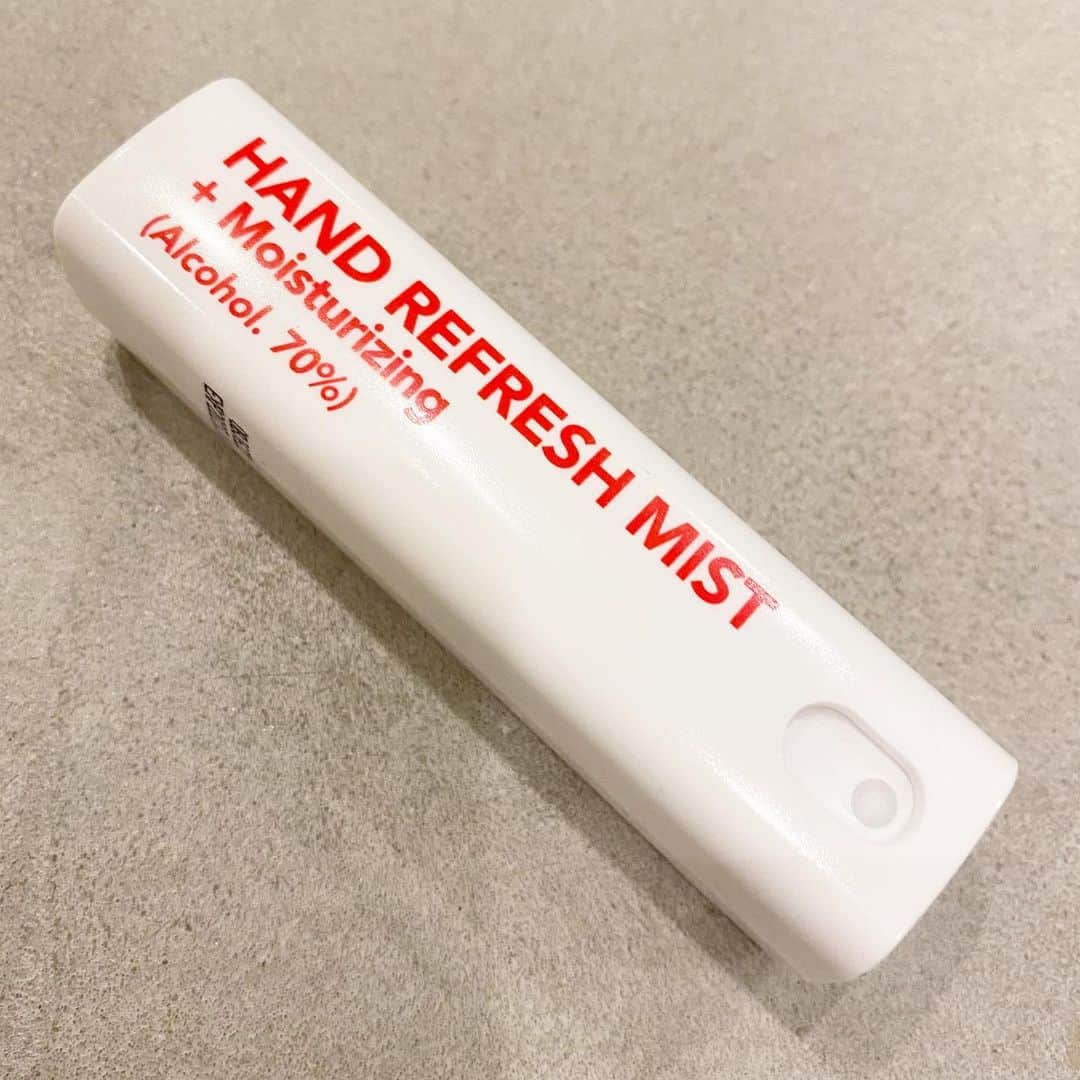 HAND REFRESH MIST
+ Moisturizing
(Alcohol. 70%)